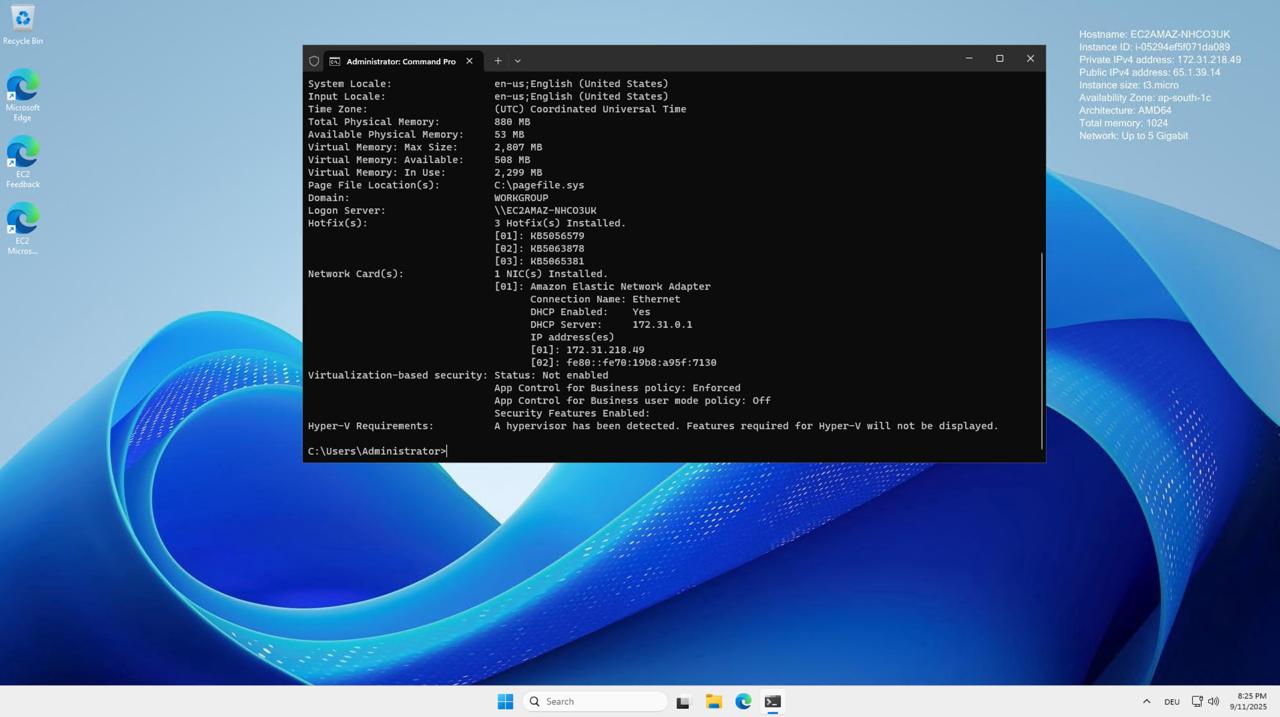 Recycle Bin
Microsoft
Edge
EC2
Feedback
EC2
Micros...
Hostname: EC2AMAZ-NHCO3UK
Instance ID: i-05294ef5f071da089
Private IPv4 address: 172.31.218.49
Public IPv4 address: 65.1.39.14
Instance size: t3.micro
Availability Zone: ap-south-1c
Architecture: AMD64
Total memory: 1024
Network: Up to 5 Gigabit
Administrator: Command Pro
System Locale: en-us;English (United States)
Input Locale: en-us;English (United States)
Time Zone: (UTC) Coordinated Universal Time
Total Physical Memory: 880 MB
Available Physical Memory: 53 MB
Virtual Memory: Max Size: 2,807 MB
Virtual Memory: Available: 508 MB
Virtual Memory: In Use: 2,299 MB
Page File Location(s): C:\pagefile.sys
Domain: WORKGROUP
Logon Server: \\EC2AMAZ-NHCO3UK
Hotfix(s): 3 Hotfix(s) Installed.
[01]: KB5056579
[02]: KB5063878
[03]: KB5065381
Network Card(s): 1 NIC(s) Installed.
[01]: Amazon Elastic Network Adapter
Connection Name: Ethernet
DHCP Enabled: Yes
DHCP Server: 172.31.0.1
IP address(es)
[01]: 172.31.218.49
[02]: fe80::fe70:19b8:a95f:7130
Virtualization-based security: Status: Not enabled
App Control for Business policy: Enforced
App Control for Business user mode policy: Off
Security Features Enabled:
Hyper-V Requirements: A hypervisor has been detected. Features required for Hyper-V will not be displayed.
C:\Users\Administrator>
Search
DEU
8:25 PM
9/11/2025